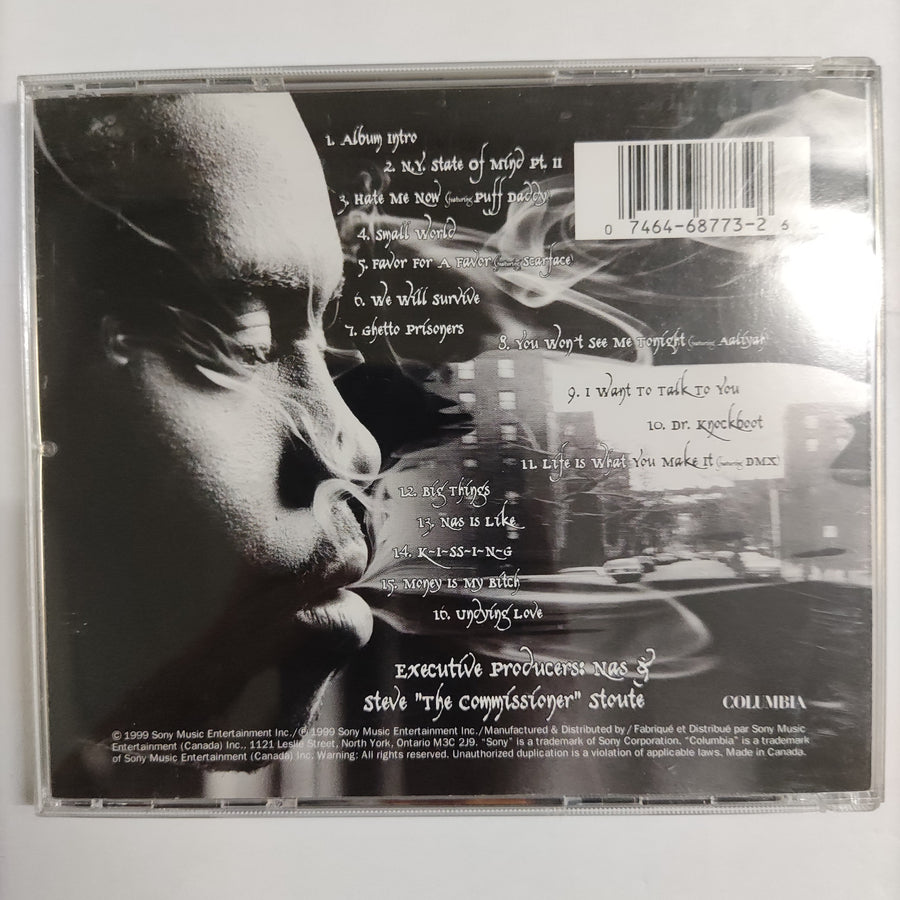 1. Album Intro
2. N.Y. State of Mind Pt. II
3. Hate Me Now (featuring Puff Daddy)
4. Small World
5. Favor For A Favor (featuring Scarface)
6. We Will Survive
7. Ghetto Prisoners
8. You Won't See Me Tonight (featuring Aaliyah)
9. I Want To Talk To You
10. Dr. Knockboot
11. Life Is What You Make It (featuring DMX)
12. Big Things
13. Nas Is Like
14. K~I~SS~I~N~G
15. Money Is My Bitch
16. Undying Love
0 7464-68773-2 6
Executive Producers: Nas &
Steve "The Commissioner" Stoute
COLUMBIA
© 1999 Sony Music Entertainment Inc./℗ 1999 Sony Music Entertainment Inc./Manufactured & Distributed by / Fabriqué et Distribué par Sony Music
Entertainment (Canada) Inc., 1121 Leslie Street, North York, Ontario M3C 2J9. "Sony" is a trademark of Sony Corporation. "Columbia" is a trademark
of Sony Music Entertainment (Canada) Inc. Warning: All rights reserved. Unauthorized duplication is a violation of applicable laws. Made in Canada.